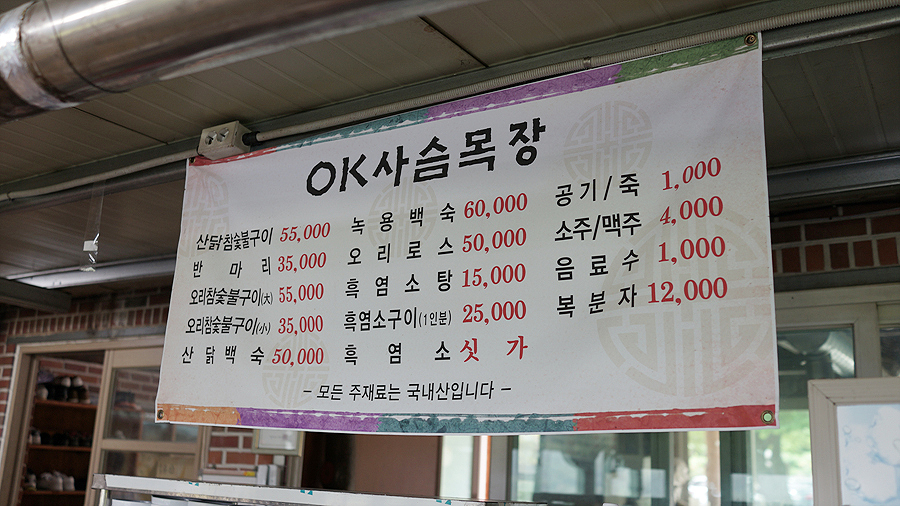 OK사슴목장
산닭참숯불구이 55,000
반 마 리 35,000
오리참숯불구이(大) 55,000
오리참숯불구이(小) 35,000
산 닭 백 숙 50,000
녹 용 백 숙 60,000
오 리 로 스 50,000
흑 염 소 탕 15,000
흑염소구이(1인분) 25,000
흑 염 소 싯 가
공기/죽 1,000
소주/맥주 4,000
음 료 수 1,000
복 분 자 12,000
– 모든 주재료는 국내산입니다 –